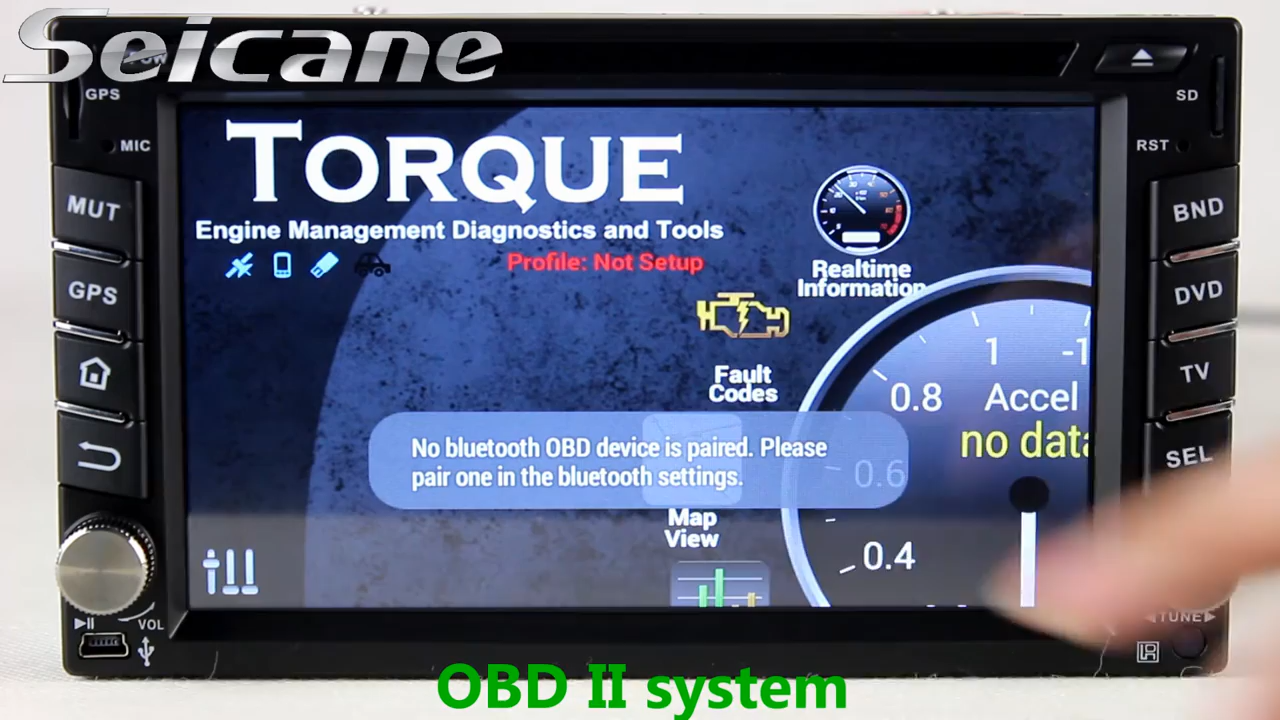 Seicane
GPS
MIC
MUT
GPS
VOL
SD
RST
BND
DVD
TV
SEL
TUNE
TORQUE
Engine Management Diagnostics and Tools
Profile: Not Setup
Realtime
Information
Fault
Codes
No bluetooth OBD device is paired. Please
pair one in the bluetooth settings.
Map
View
1 -1
0.8 Accel
no data
0.6
0.4
OBD II system